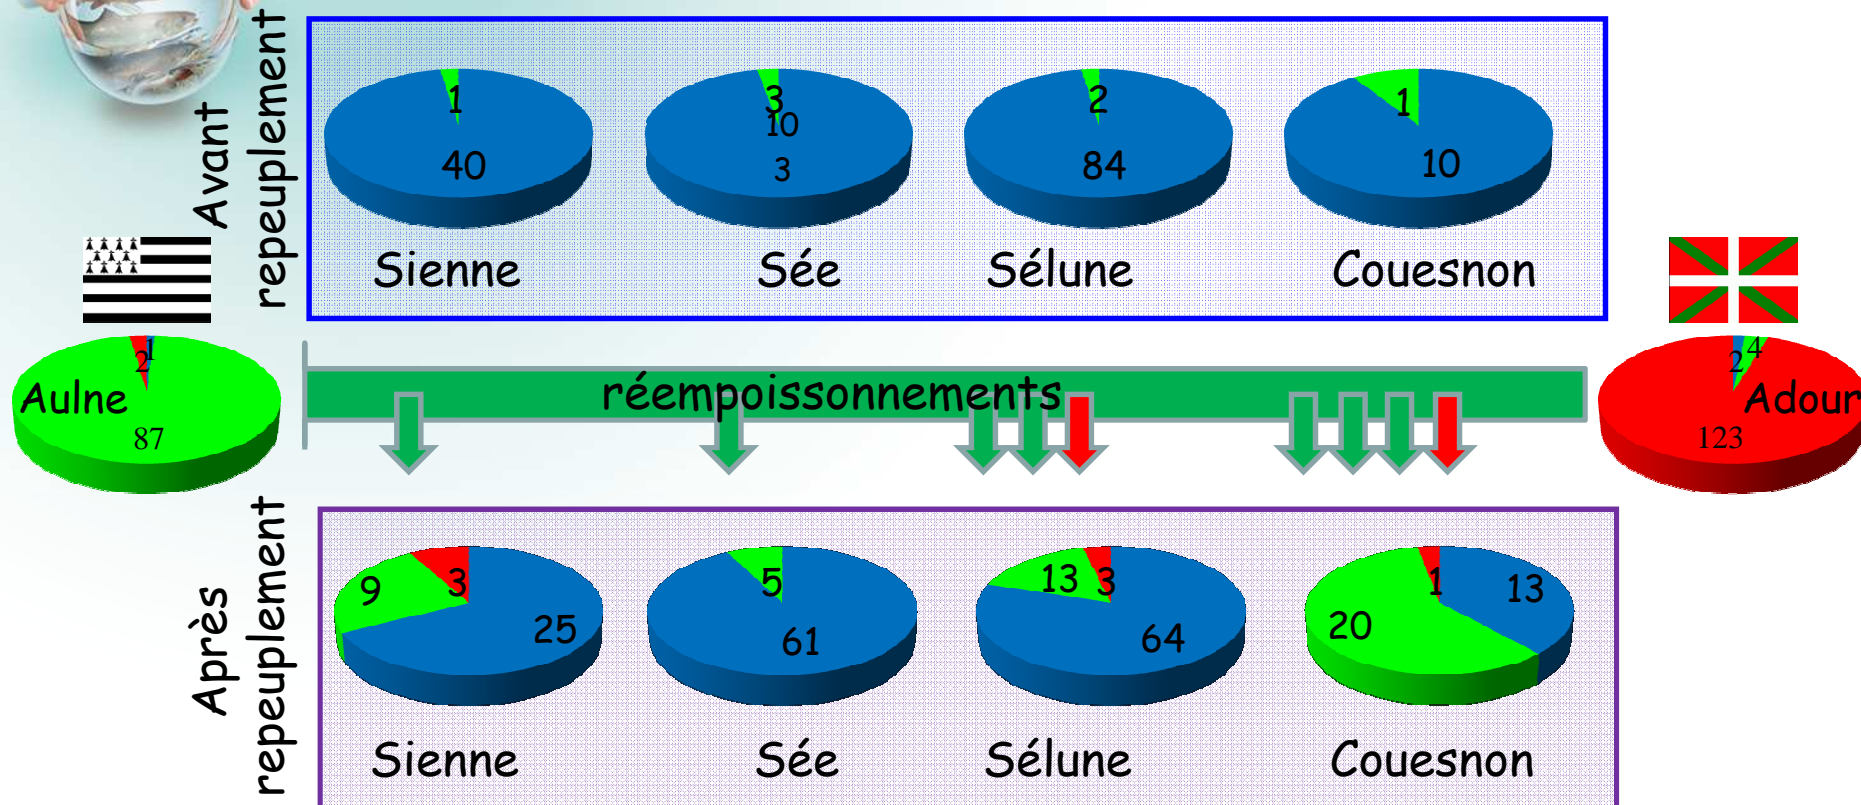 Avant
repeuplement
1
40
3
10
3
2
84
1
10
Sienne
Sée
Sélune
Couesnon
2
1
Aulne
87
réempoissonnements
2
4
Adour
123
Après
repeuplement
9
3
25
5
61
13
3
64
1
13
20
Sienne
Sée
Sélune
Couesnon